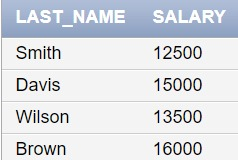 LAST_NAME SALARY
Smith 12500
Davis 15000
Wilson 13500
Brown 16000